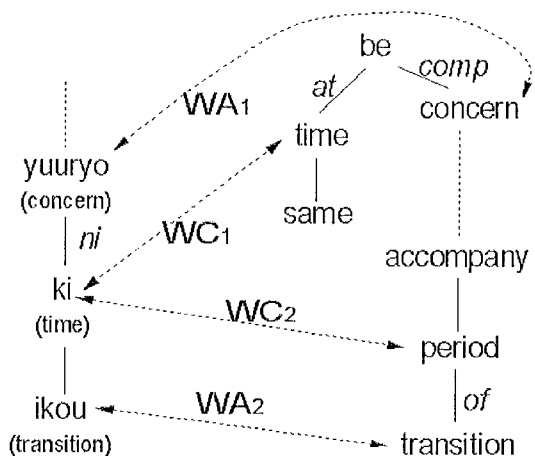 be
at
comp
WA1
time
concern
yuuryo
(concern)
same
ni
WC1
accompany
ki
(time)
WC2
period
ikou
WA2
of
(transition)
transition